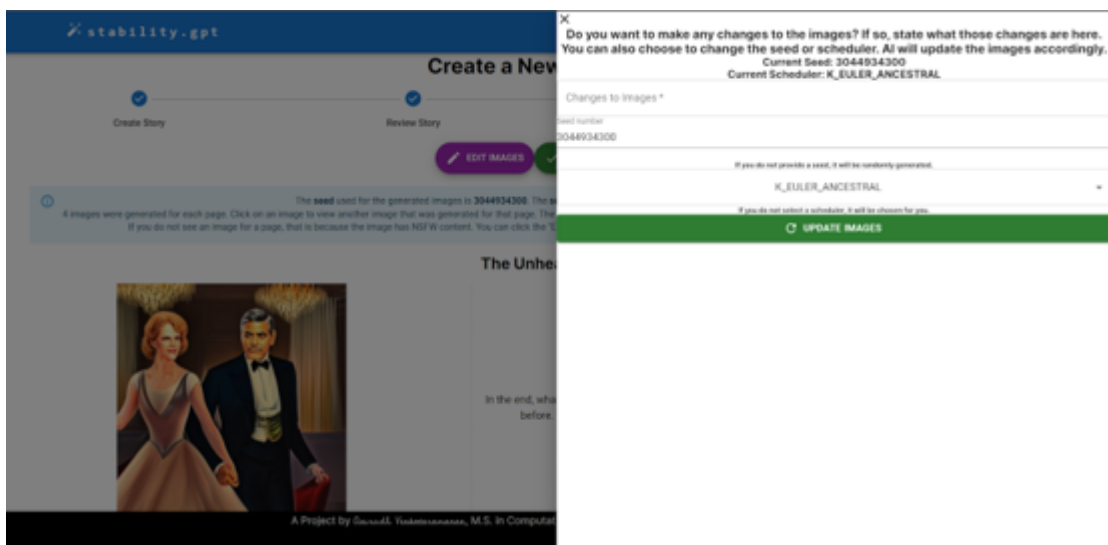 stability.gpt
Create a New
Create Story
Review Story
EDIT IMAGES
The seed used for the generated images is 3044934300. The
4 images were generated for each page. Click on an image to view another image that was generated for that page. The
If you do not see an image for a page, that is because the image has NSFW content. You can click the
The Unhea
In the end, wha
before.
A Project by
M.S. in Computat
×
Do you want to make any changes to the images? If so, state what those changes are here.
You can also choose to change the seed or scheduler. AI will update the images accordingly.
Current Seed: 3044934300
Current Scheduler: K_EULER_ANCESTRAL
Changes to Images *
Seed number
3044934300
If you do not provide a seed, it will be randomly generated.
K_EULER_ANCESTRAL
If you do not select a scheduler, it will be chosen for you.
UPDATE IMAGES